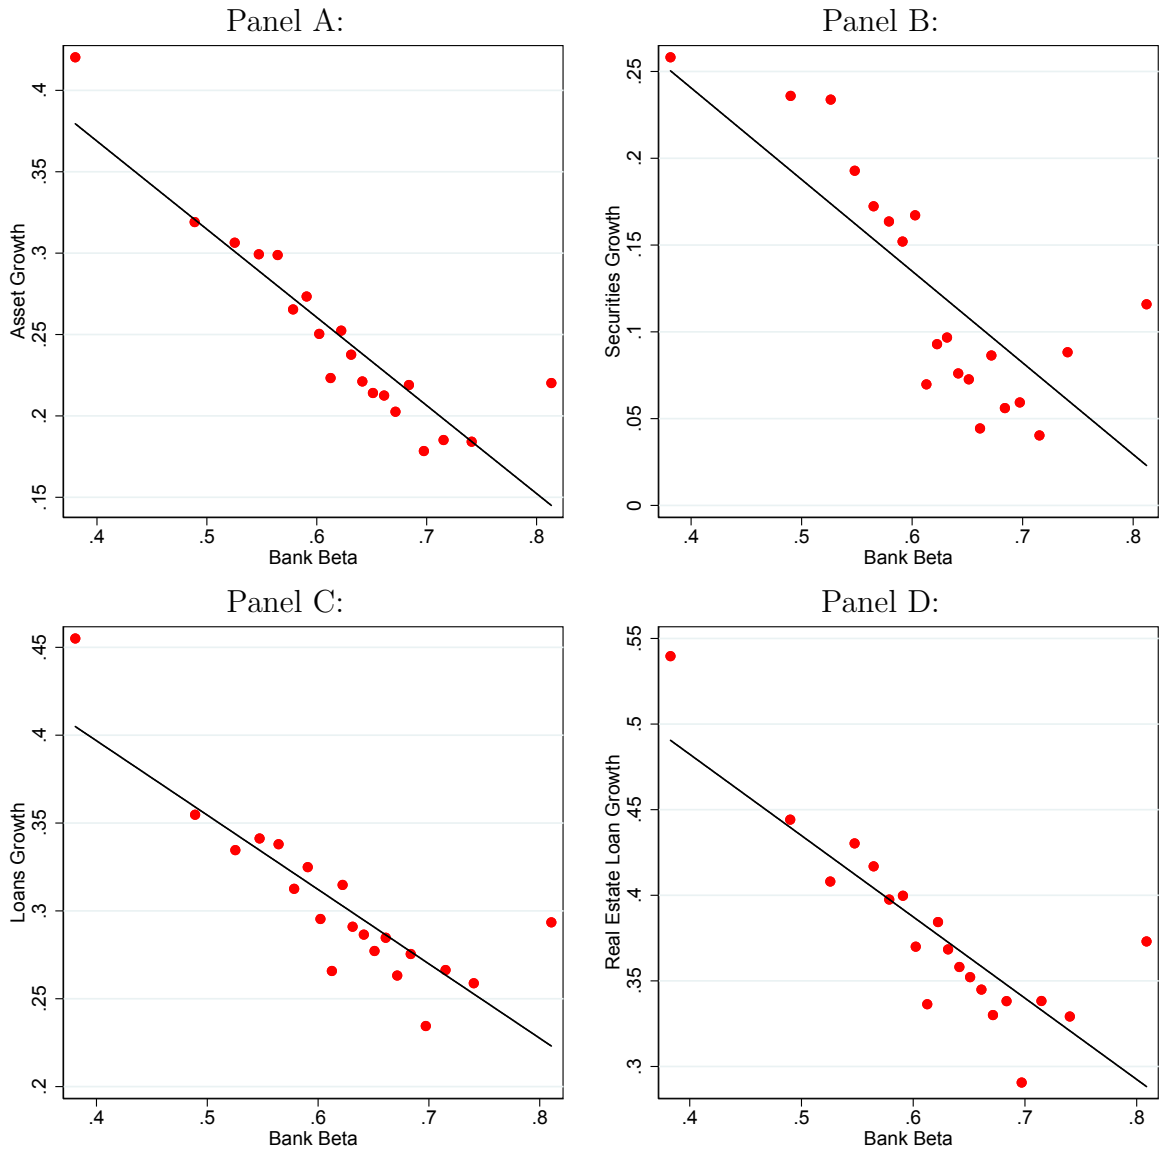 Panel A:
Asset Growth
.4
.35
.3
.25
.2
.15
.4 .5 .6 .7 .8
Bank Beta
Panel B:
Securities Growth
.25
.2
.15
.1
.05
0
.4 .5 .6 .7 .8
Bank Beta
Panel C:
Loans Growth
.45
.4
.35
.3
.25
.2
.4 .5 .6 .7 .8
Bank Beta
Panel D:
Real Estate Loan Growth
.55
.5
.45
.4
.35
.3
.4 .5 .6 .7 .8
Bank Beta